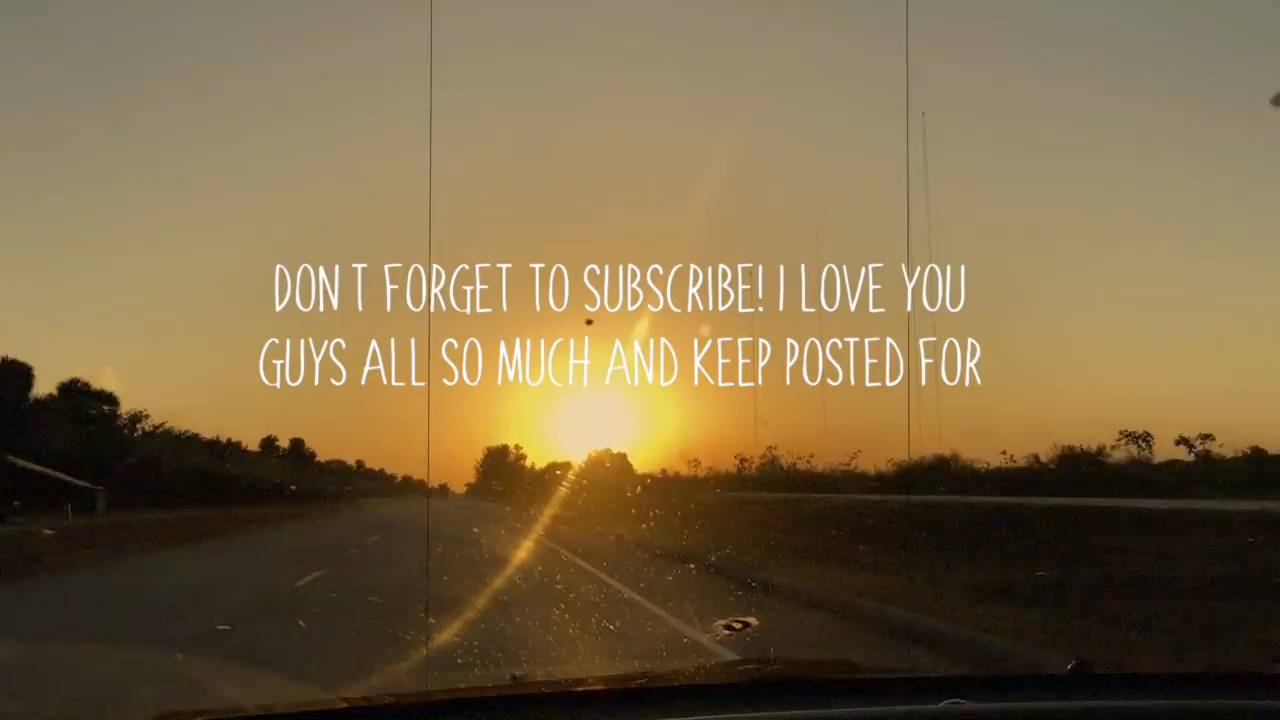 DON T FORGET TO SUBSCRIBE! I LOVE YOU
GUYS ALL SO MUCH AND KEEP POSTED FOR